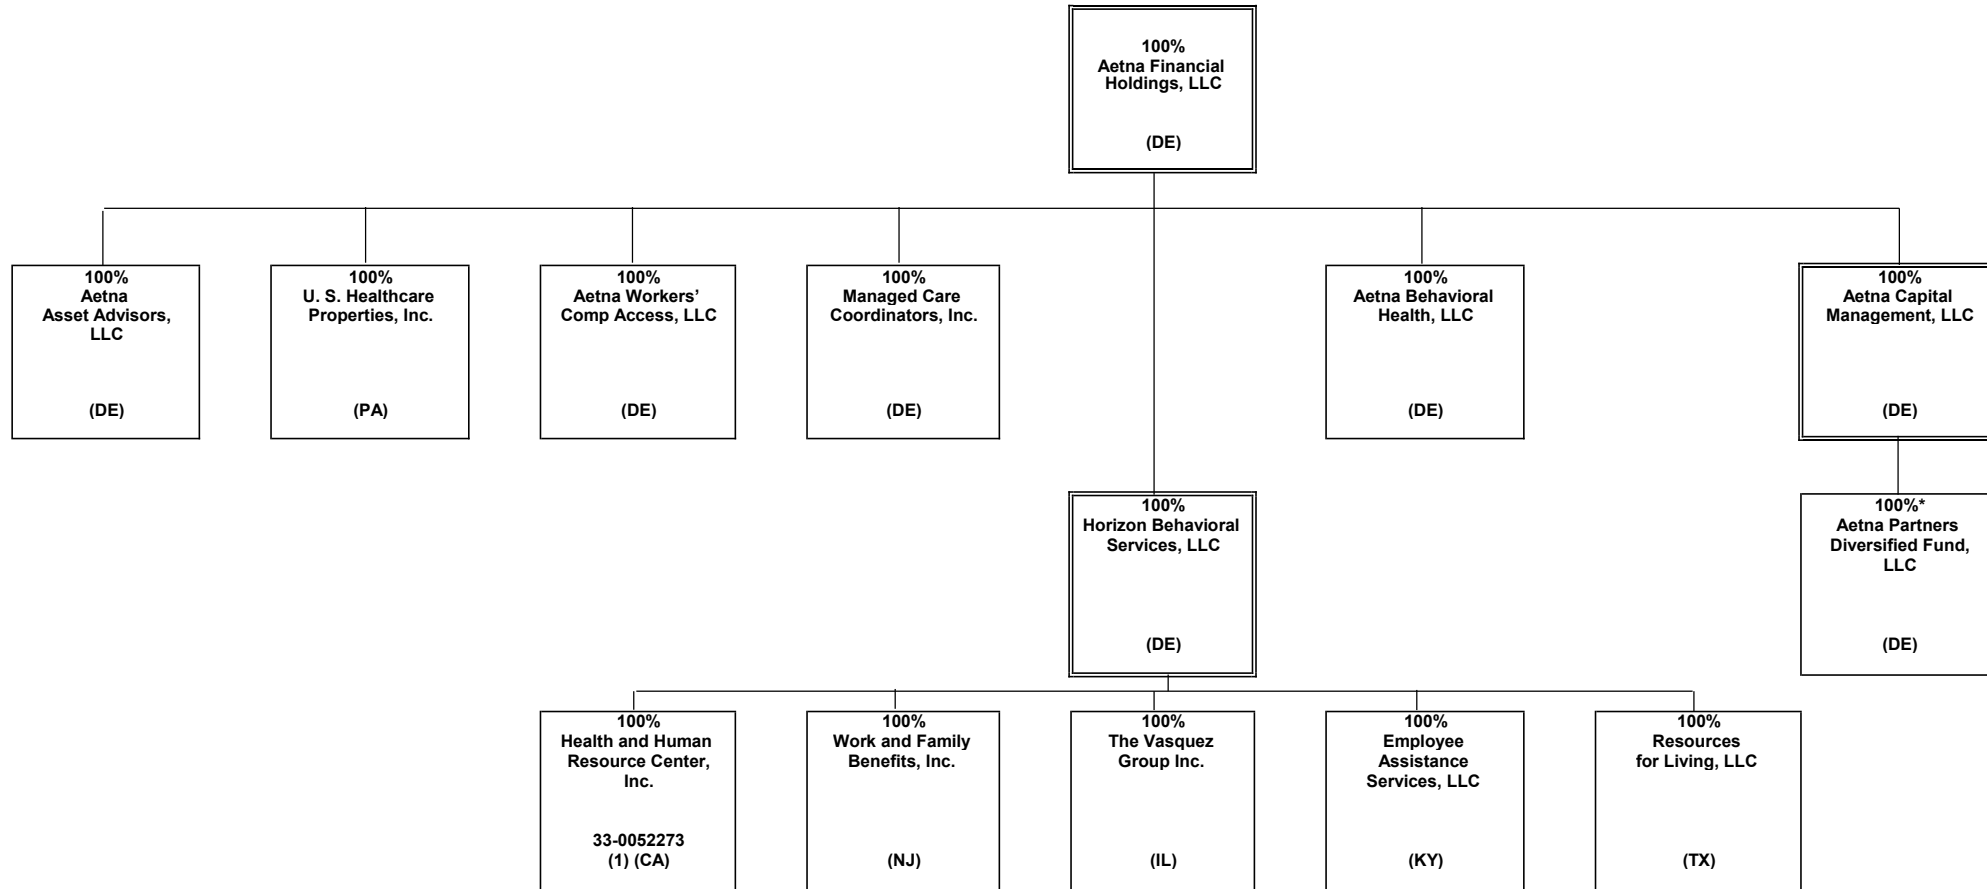 100%
Aetna Financial
Holdings, LLC
(DE)
100%
Aetna
Asset Advisors,
LLC
(DE)
100%
U. S. Healthcare
Properties, Inc.
(PA)
100%
Aetna Workers’
Comp Access, LLC
(DE)
100%
Managed Care
Coordinators, Inc.
(DE)
100%
Aetna Behavioral
Health, LLC
(DE)
100%
Aetna Capital
Management, LLC
(DE)
100%
Horizon Behavioral
Services, LLC
(DE)
100%*
Aetna Partners
Diversified Fund,
LLC
(DE)
100%
Health and Human
Resource Center,
Inc.
33-0052273
(1) (CA)
100%
Work and Family
Benefits, Inc.
(NJ)
100%
The Vasquez
Group Inc.
(IL)
100%
Employee
Assistance
Services, LLC
(KY)
100%
Resources
for Living, LLC
(TX)